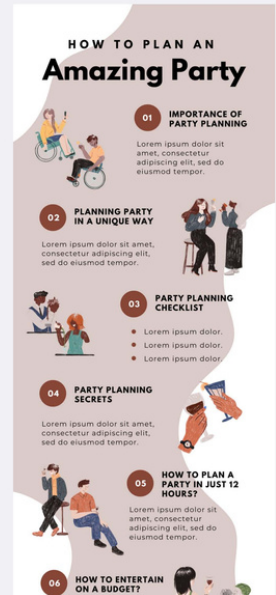 HOW TO PLAN AN
Amazing Party
01
IMPORTANCE OF
PARTY PLANNING
Lorem ipsum dolor sit
amet, consectetur
adipiscing elit, sed do
eiusmod tempor.
02
PLANNING PARTY
IN A UNIQUE WAY
Lorem ipsum dolor sit amet,
consectetur adipiscing elit,
sed do eiusmod tempor.
03
PARTY PLANNING
CHECKLIST
Lorem ipsum dolor.
Lorem ipsum dolor.
Lorem ipsum dolor.
04
PARTY PLANNING
SECRETS
Lorem ipsum dolor sit amet,
consectetur adipiscing elit,
sed do eiusmod tempor.
05
HOW TO PLAN A
PARTY IN JUST 12
HOURS?
Lorem ipsum dolor sit
amet, consectetur
adipiscing elit, sed do
eiusmod tempor.
06
HOW TO ENTERTAIN
ON A BUDGET?